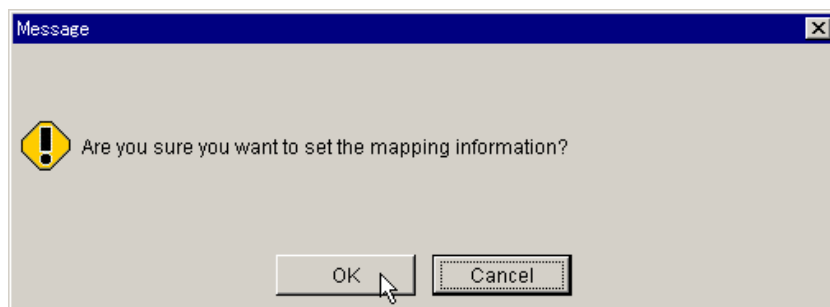 Message
Are you sure you want to set the mapping information?
OK Cancel